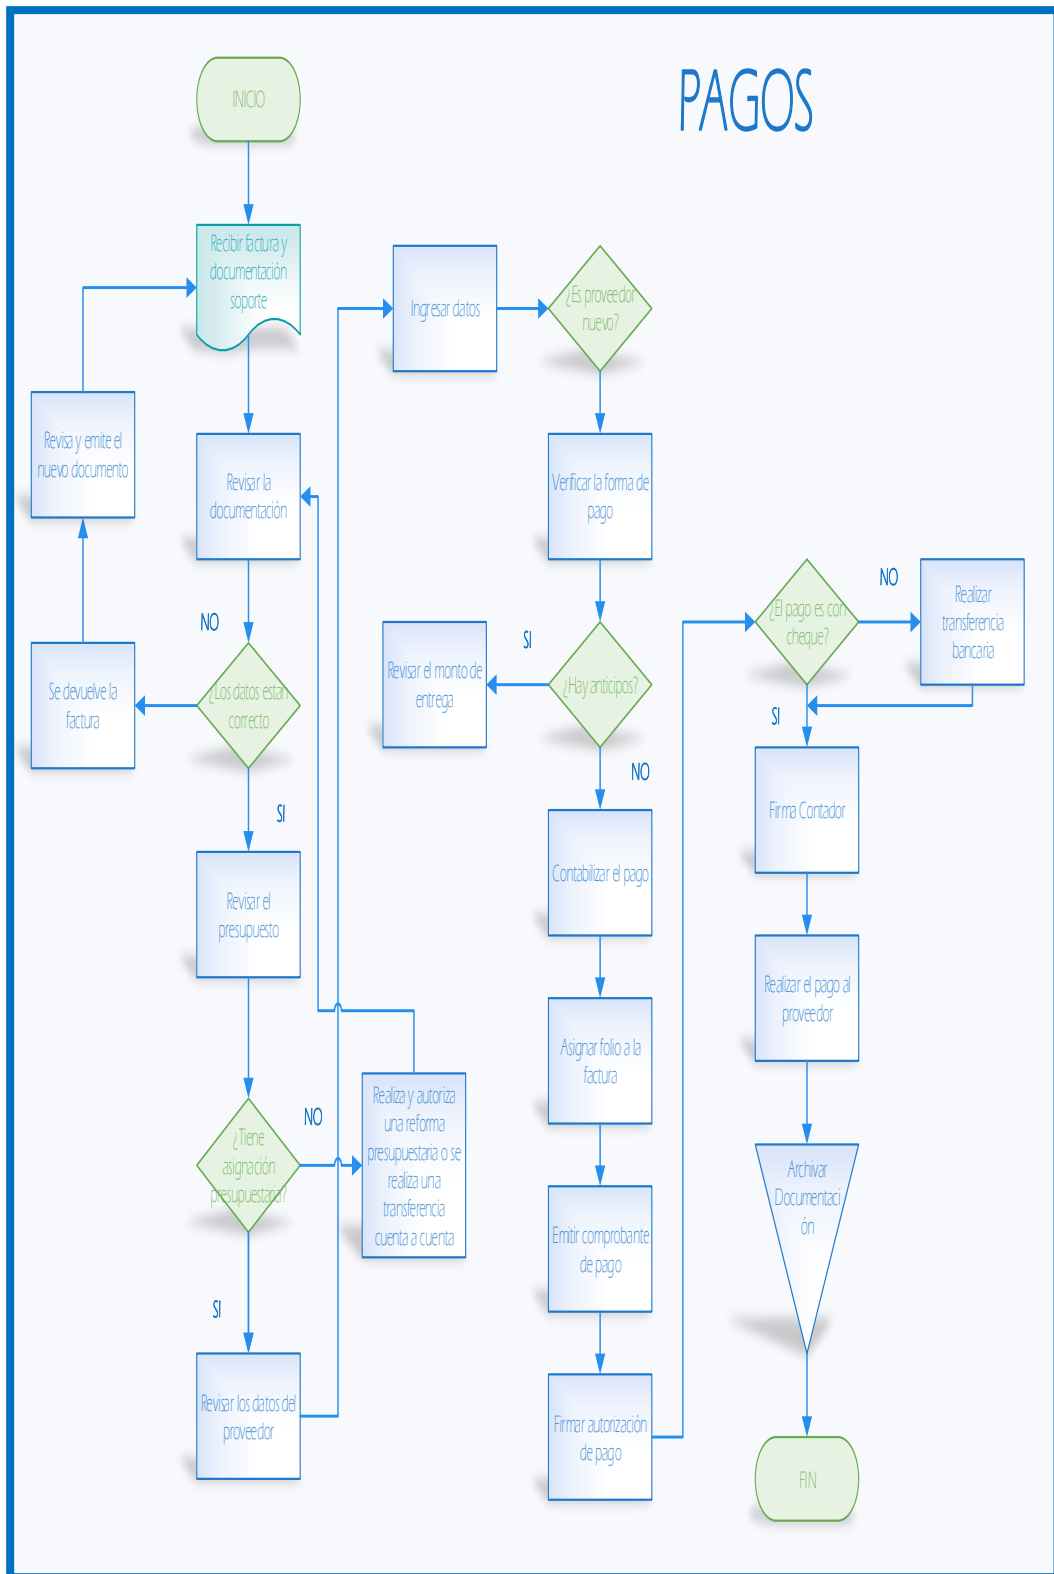 PAGOS
INICIO
Recibir factura y
documentación
soporte
Revisa y emite el
nuevo documento
Revisar la
documentación
NO
Se devuelve la
factura
¿Los datos estan
correcto
SI
Revisar el
presupuesto
¿Tiene
asignación
presupuestaria?
NO
Realiza y autoriza
una reforma
presupuestaria o se
realiza una
transferencia
cuenta a cuenta
SI
Revisar los datos del
proveedor
Ingresar datos
¿Es proveedor
nuevo?
Verificar la forma de
pago
SI
Revisar el monto de
entrega
¿Hay anticipos?
NO
Contabilizar el pago
Asignar folio a la
factura
Emitir comprobante
de pago
Firmar autorización
de pago
¿El pago es con
cheque?
NO
Realizar
transferencia
bancaria
SI
Firma Contador
Realizar el pago al
proveedor
Archivar
Documentaci
ón
FIN